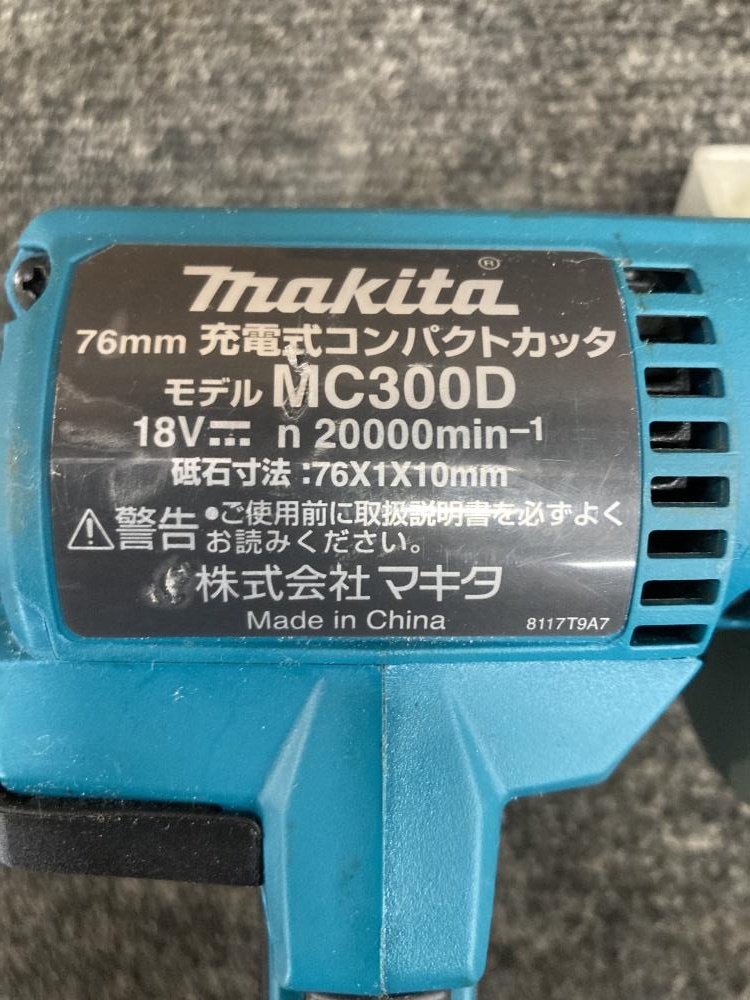 makita®
76mm 充電式コンパクトカッタ
モデル MC300D
18V⎓ n 20000min⁻¹
砥石寸法:76X1X10mm
⚠警告 •ご使用前に取扱説明書を必ずよく
お読みください。
株式会社 マキタ
Made in China 8117T9A7